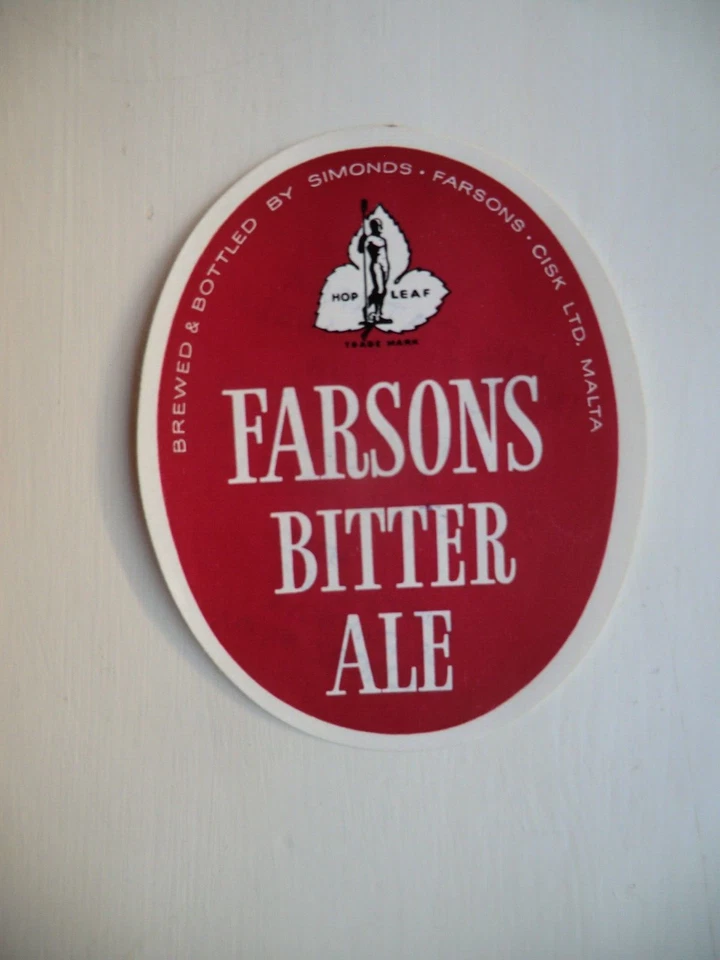 BREWED & BOTTLED BY SIMONDS · FARSONS · CISK LTD. MALTA
HOP LEAF
TRADE MARK
FARSONS
BITTER
ALE